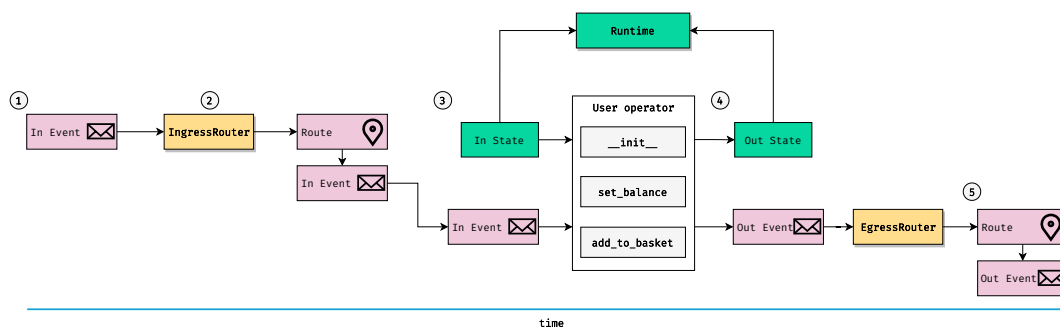 Runtime
1
2
3
4
In Event
IngressRouter
Route
In State
User operator
__init__
Out State
In Event
set_balance
5
In Event
add_to_basket
Out Event
EgressRouter
Route
Out Event
time